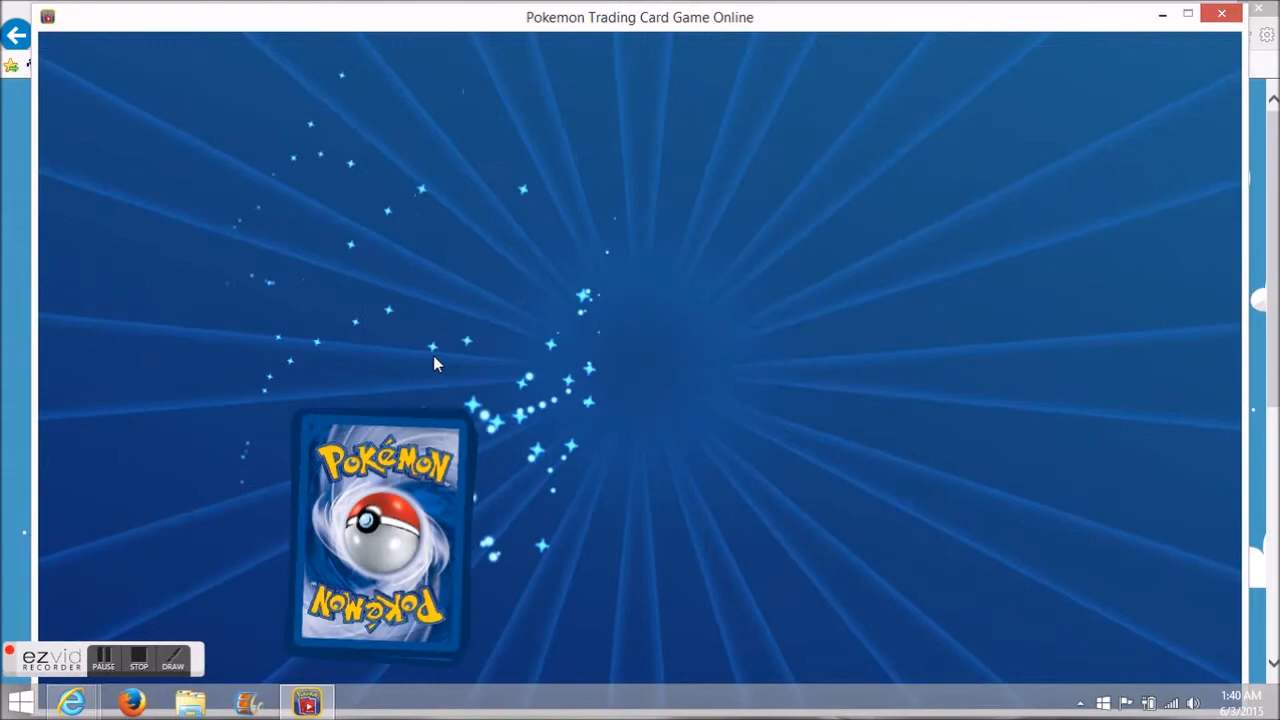 Pokemon Trading Card Game Online
POKéMON
POKéMON
ezvid
RECORDER
PAUSE
STOP
DRAW
1:40 AM
6/3/2015